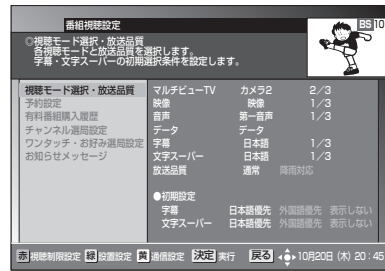 番組視聴設定
BS 10
◎視聴モード選択・放送品質
各視聴モードと放送品質を選択します。
字幕・文字スーパーの初期選択条件を設定します。
視聴モード選択・放送品質
予約設定
有料番組購入履歴
チャンネル選局設定
ワンタッチ・お好み選局設定
お知らせメッセージ
マルチビューTV カメラ2 2/3
映像 映像 1/3
音声 第一音声 1/3
データ データ
字幕 日本語 1/3
文字スーパー 日本語 1/3
放送品質 通常 降雨対応
●初期設定
字幕 日本語優先 外国語優先 表示しない
文字スーパー 日本語優先 外国語優先 表示しない
赤 視聴制限設定 緑 設置設定 黄 通信設定 決定 実行 戻る 10月20日 (木) 20:45